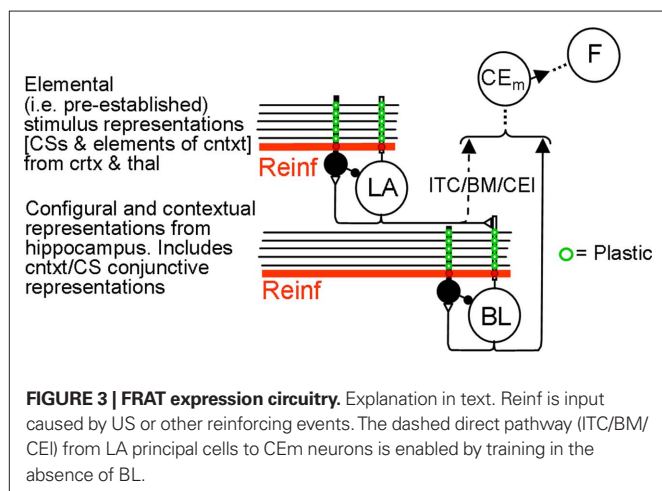 Elemental
(i.e. pre-established)
stimulus representations
[CSs & elements of cntxt]
from crtx & thal
Reinf
LA
CEm
F
ITC/BM/CEI
Configural and contextual
representations from
hippocampus. Includes
cntxt/CS conjunctive
representations
Reinf
BL
= Plastic
FIGURE 3 | FRAT expression circuitry. Explanation in text. Reinf is input
caused by US or other reinforcing events. The dashed direct pathway (ITC/BM/
CEI) from LA principal cells to CEm neurons is enabled by training in the
absence of BL.